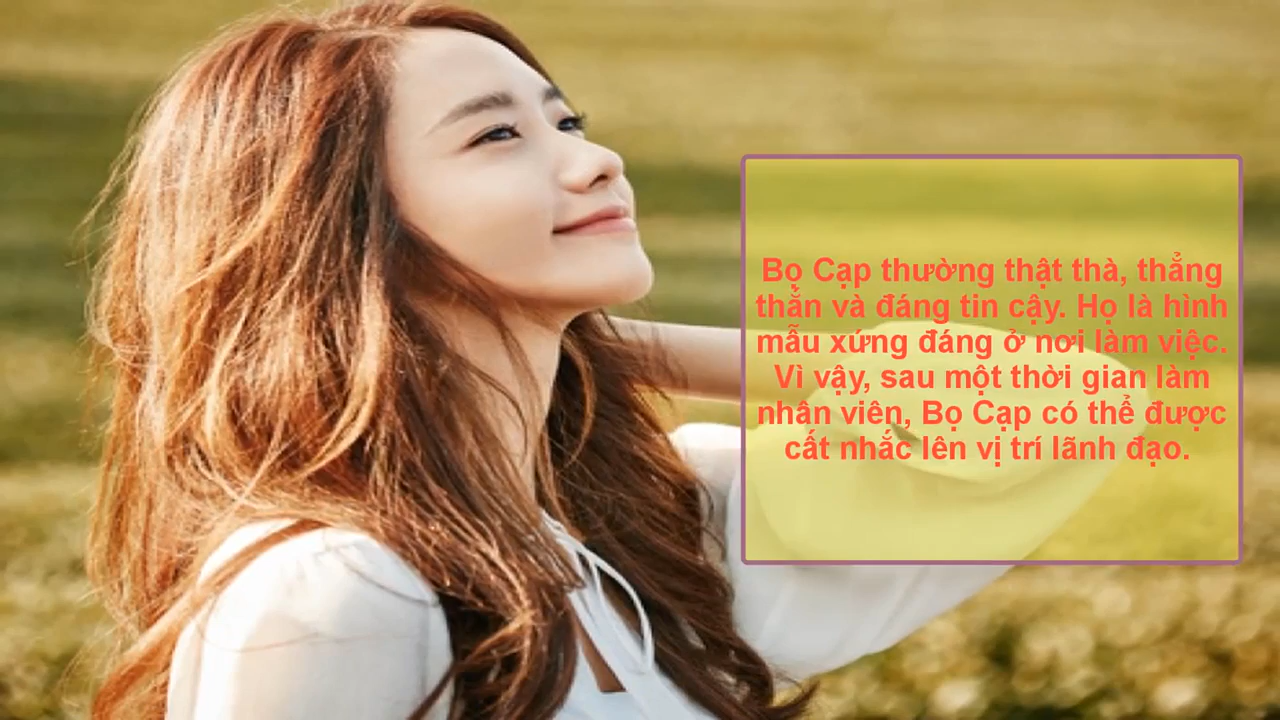 Bọ Cạp thường thật thà, thẳng
thắn và đáng tin cậy. Họ là hình
mẫu xứng đáng ở nơi làm việc.
Vì vậy, sau một thời gian làm
nhân viên, Bọ Cạp có thể được
cất nhắc lên vị trí lãnh đạo.